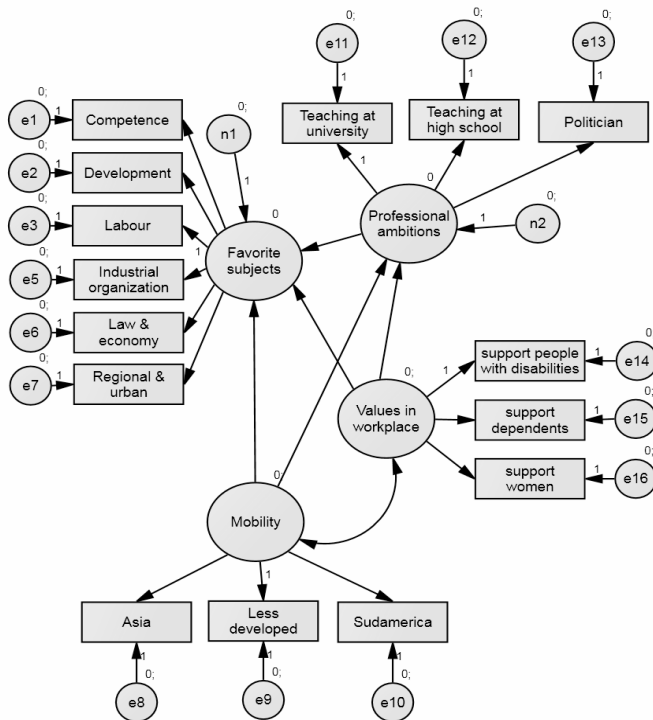 0;
e11
1
0;
e12
1
0;
e13
1
Teaching at
university
Teaching at
high school
Politician
1
0;
e1
1
Competence
0;
e2
1
Development
0;
e3
1
Labour
0;
e5
1
Industrial
organization
0;
e6
1
Law &
economy
0;
e7
1
Regional &
urban
0;
n1
1
0
Favorite
subjects
1
0
Professional
ambitions
1
0;
n2
0;
Values in
workplace
1
support people
with disabilities
1
0
e14
support
dependents
1
0;
e15
support
women
1
0;
e16
0;
Mobility
1
Asia
Less
developed
Sudamerica
1
0;
e8
1
0;
e9
1
0;
e10